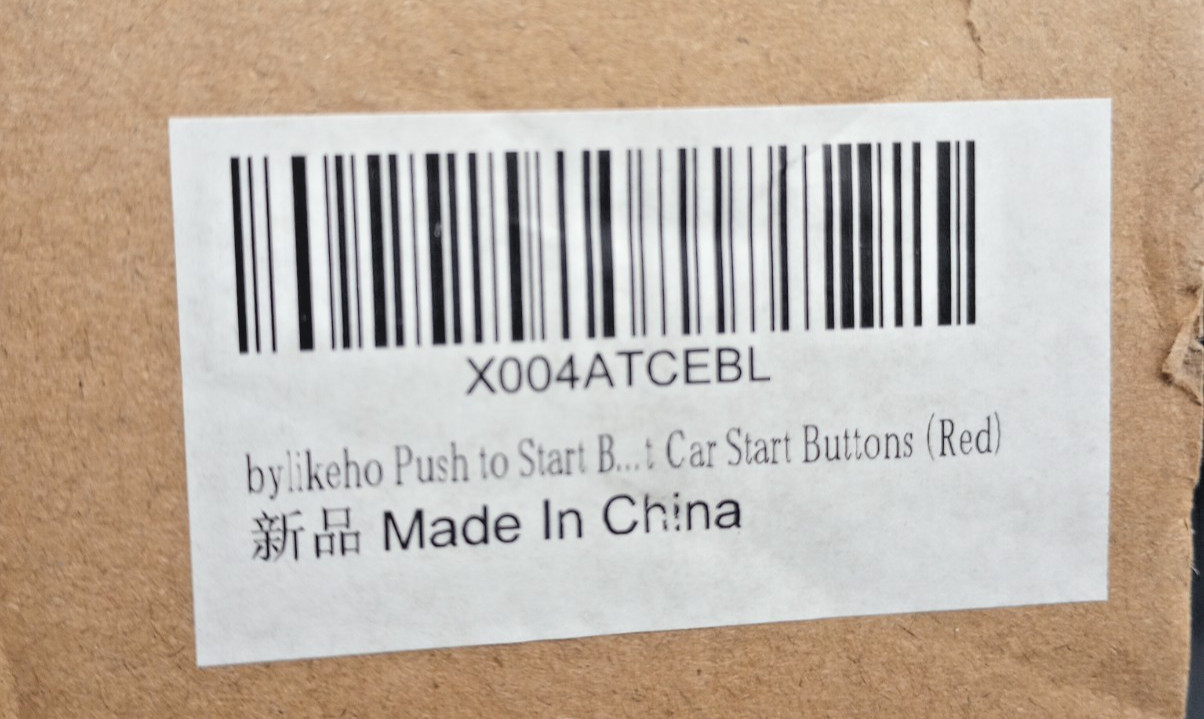 X004ATCEBL
bylikeho Push to Start B...t Car Start Buttons (Red)
新品 Made In China